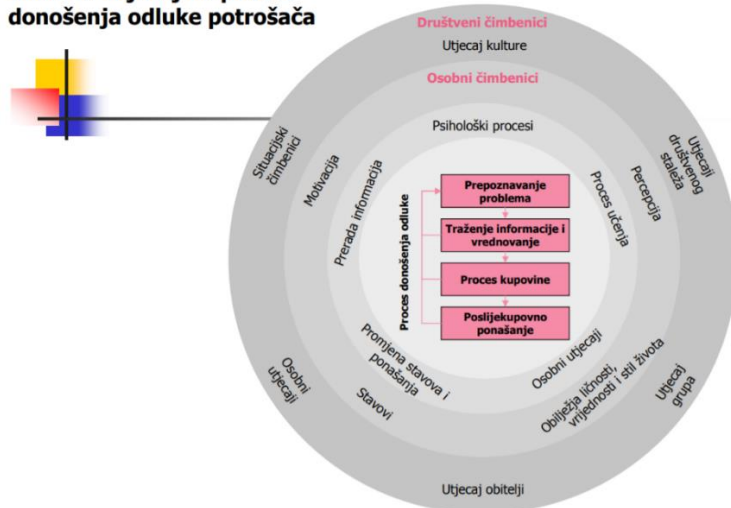 donošenja odluke potrošača
Društveni čimbenici
Utjecaj kulture
Osobni čimbenici
Psihološki procesi
Situacijski
čimbenici
Motivacija
Prerada informacija
Proces učenja
Percepcija
Utjecaji
društvenog
staleža
Proces donošenja odluke
Prepoznavanje
problema
Traženje informacije i
vrednovanje
Proces kupovine
Poslijekupovno
ponašanje
Osobni
utjecaji
Stavovi
Promjena stavova i
ponašanja
Osobni utjecaji
Obilježja ličnosti,
vrijednosti i stil života
Utjecaj
grupa
Utjecaj obitelji